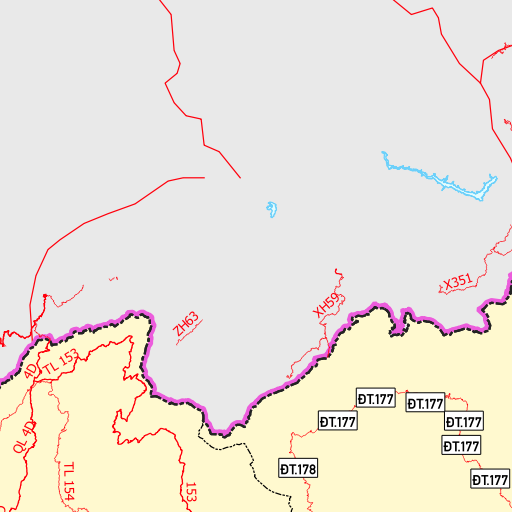 X351
XH59
ZH63
TL 153
4D
ĐT.177
ĐT.177
ĐT.177
ĐT.177
QL 4D
ĐT.177
TL 154
ĐT.178
ĐT.177
153